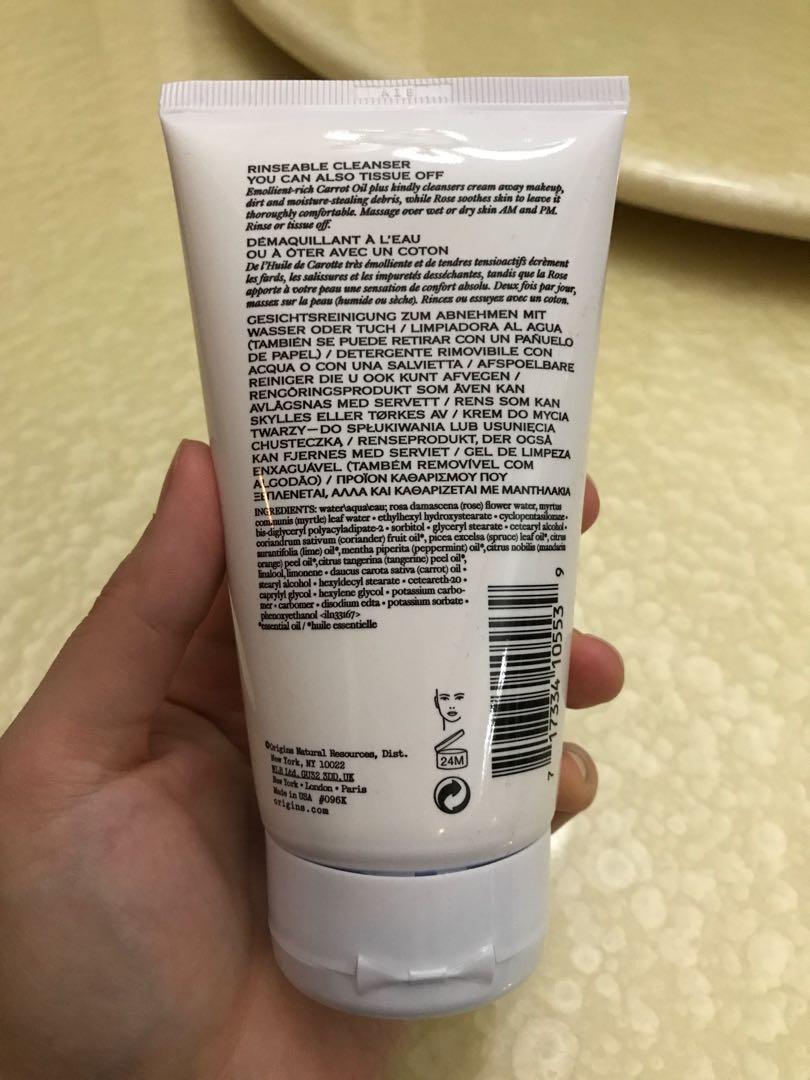 A18
RINSEABLE CLEANSER
YOU CAN ALSO TISSUE OFF
Emollient-rich Carrot Oil plus kindly cleansers cream away makeup,
dirt and moisture-stealing debris, while Rose soothes skin to leave it
thoroughly comfortable. Massage over wet or dry skin AM and PM.
Rinse or tissue off.
DÉMAQUILLANT À L'EAU
OU À ÔTER AVEC UN COTON
De l'Huile de Carotte très émolliente et de tendres tensioactifs écrèment
les fards, les salissures et les impuretés desséchantes, tandis que la Rose
apporte à votre peau une sensation de confort absolu. Deux fois par jour,
massez sur la peau (humide ou sèche). Rincez ou essuyez avec un coton.
GESICHTSREINIGUNG ZUM ABNEHMEN MIT
WASSER ODER TUCH / LIMPIADORA AL AGUA
(TAMBIÉN SE PUEDE RETIRAR CON UN PAÑUELO
DE PAPEL) / DETERGENTE RIMOVIBILE CON
ACQUA O CON UNA SALVIETTA / AFSPOELBARE
REINIGER DIE U OOK KUNT AFVEGEN /
RENGÖRINGSPRODUKT SOM ÄVEN KAN
AVLÄGSNAS MED SERVETT / RENS SOM KAN
SKYLLES ELLER TØRKES AV / KREM DO MYCIA
TWARZY—DO SPŁUKIWANIA LUB USUNIĘCIA
CHUSTECZKĄ / RENSEPRODUKT, DER OGSÅ
KAN FJERNES MED SERVIET / GEL DE LIMPEZA
ENXAGUÁVEL (TAMBÉM REMOVÍVEL COM
ALGODÃO) / ΠΡΟΪΟΝ ΚΑΘΑΡΙΣΜΟΥ ΠΟΥ
ΞΕΠΛΕΝΕΤΑΙ, ΑΛΛΑ ΚΑΙ ΚΑΘΑΡΙΖΕΤΑΙ ΜΕ ΜΑΝΤΗΛΑΚΙΑ
INGREDIENTS: water\aqua\eau; rosa damascena (rose) flower water, myrtus
communis (myrtle) leaf water • ethylhexyl hydroxystearate • cyclopentasiloxane •
bis-diglyceryl polyacyladipate-2 • sorbitol • glyceryl stearate • cetearyl alcohol •
coriandrum sativum (coriander) fruit oil*, picea excelsa (spruce) leaf oil*, citrus
aurantifolia (lime) oil*, mentha piperita (peppermint) oil*, citrus nobilis (mandarin
orange) peel oil*, citrus tangerina (tangerine) peel oil*,
linalool, limonene • daucus carota sativa (carrot) oil •
stearyl alcohol • hexyldecyl stearate • ceteareth-20 •
caprylyl glycol • hexylene glycol • potassium carbo-
mer • carbomer • disodium edta • potassium sorbate •
phenoxyethanol <iln33167>
*essential oil / *huile essentielle
7 17334 10553 9
24M
©Origins Natural Resources, Dist.
New York, NY 10022
ELB Ltd. GU32 3DD. UK
New York • London • Paris
Made in USA #096K
origins.com